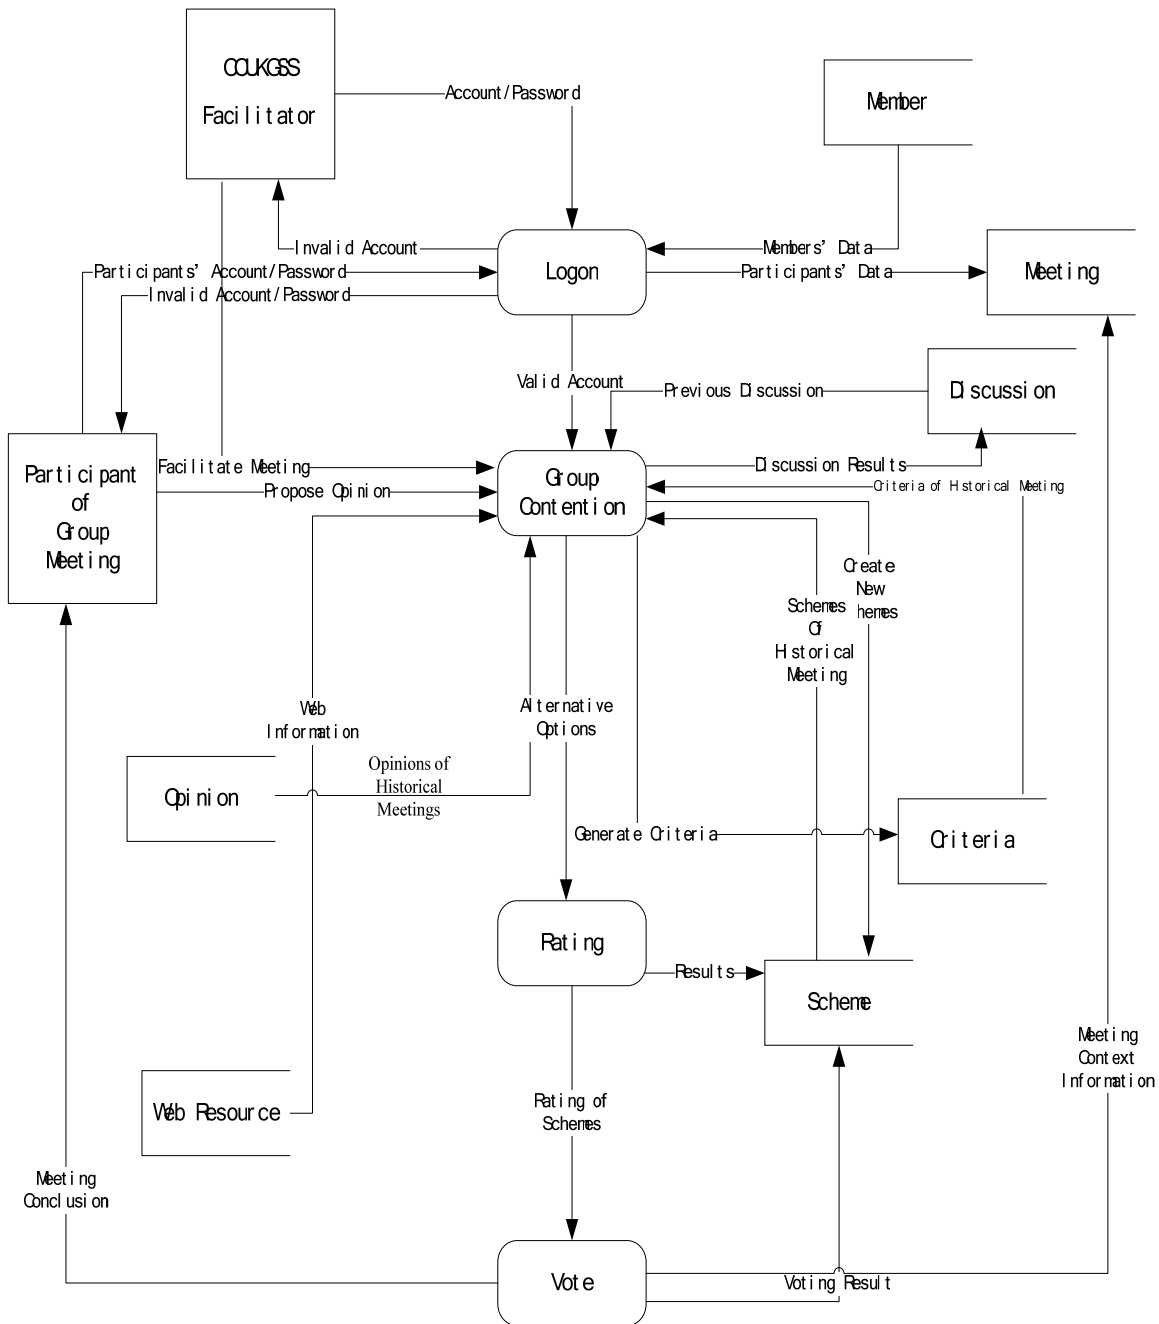 CCUKGSS
Facilitator
Account/Password
Member
Invalid Account
Members' Data
Participants' Account/Password
Logon
Participants' Data
Meeting
Invalid Account/Password
Valid Account
Previous Discussion
Discussion
Participant
of
Group
Meeting
Facilitate Meeting
Propose Opinion
Group
Contention
Discussion Results
Criteria of Historical Meeting
Create
New
hemes
Schemes
Of
Historical
Meeting
Web
Information
Alternative
Options
Opinion
Opinions of
Historical
Meetings
Generate Criteria
Criteria
Rating
Results
Scheme
Meeting
Context
Information
Web Resource
Rating of
Schemes
Meeting
Conclusion
Vote
Voting Result